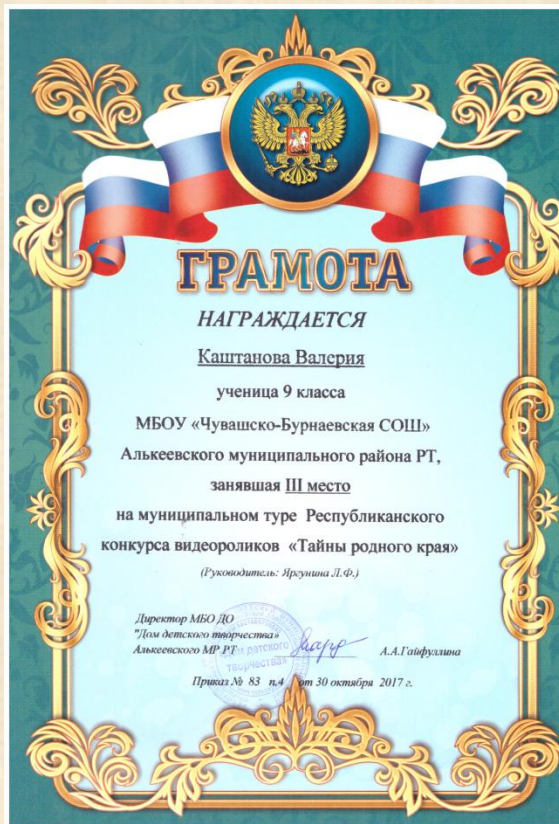 ГРАМОТА
НАГРАЖДАЕТСЯ
Каштанова Валерия
ученица 9 класса
МБОУ «Чувашско-Бурнаевская СОШ»
Алькеевского муниципального района РТ,
занявшая III место
на муниципальном туре Республиканского
конкурса видеороликов «Тайны родного края»
(Руководитель: Яргунина Л.Ф.)
Директор МБО ДО
"Дом детского творчества»
Алькеевского МР РТ А.А.Гайфуллина
детского
творчества»
Приказ № 83 п.4 от 30 октября 2017 г.